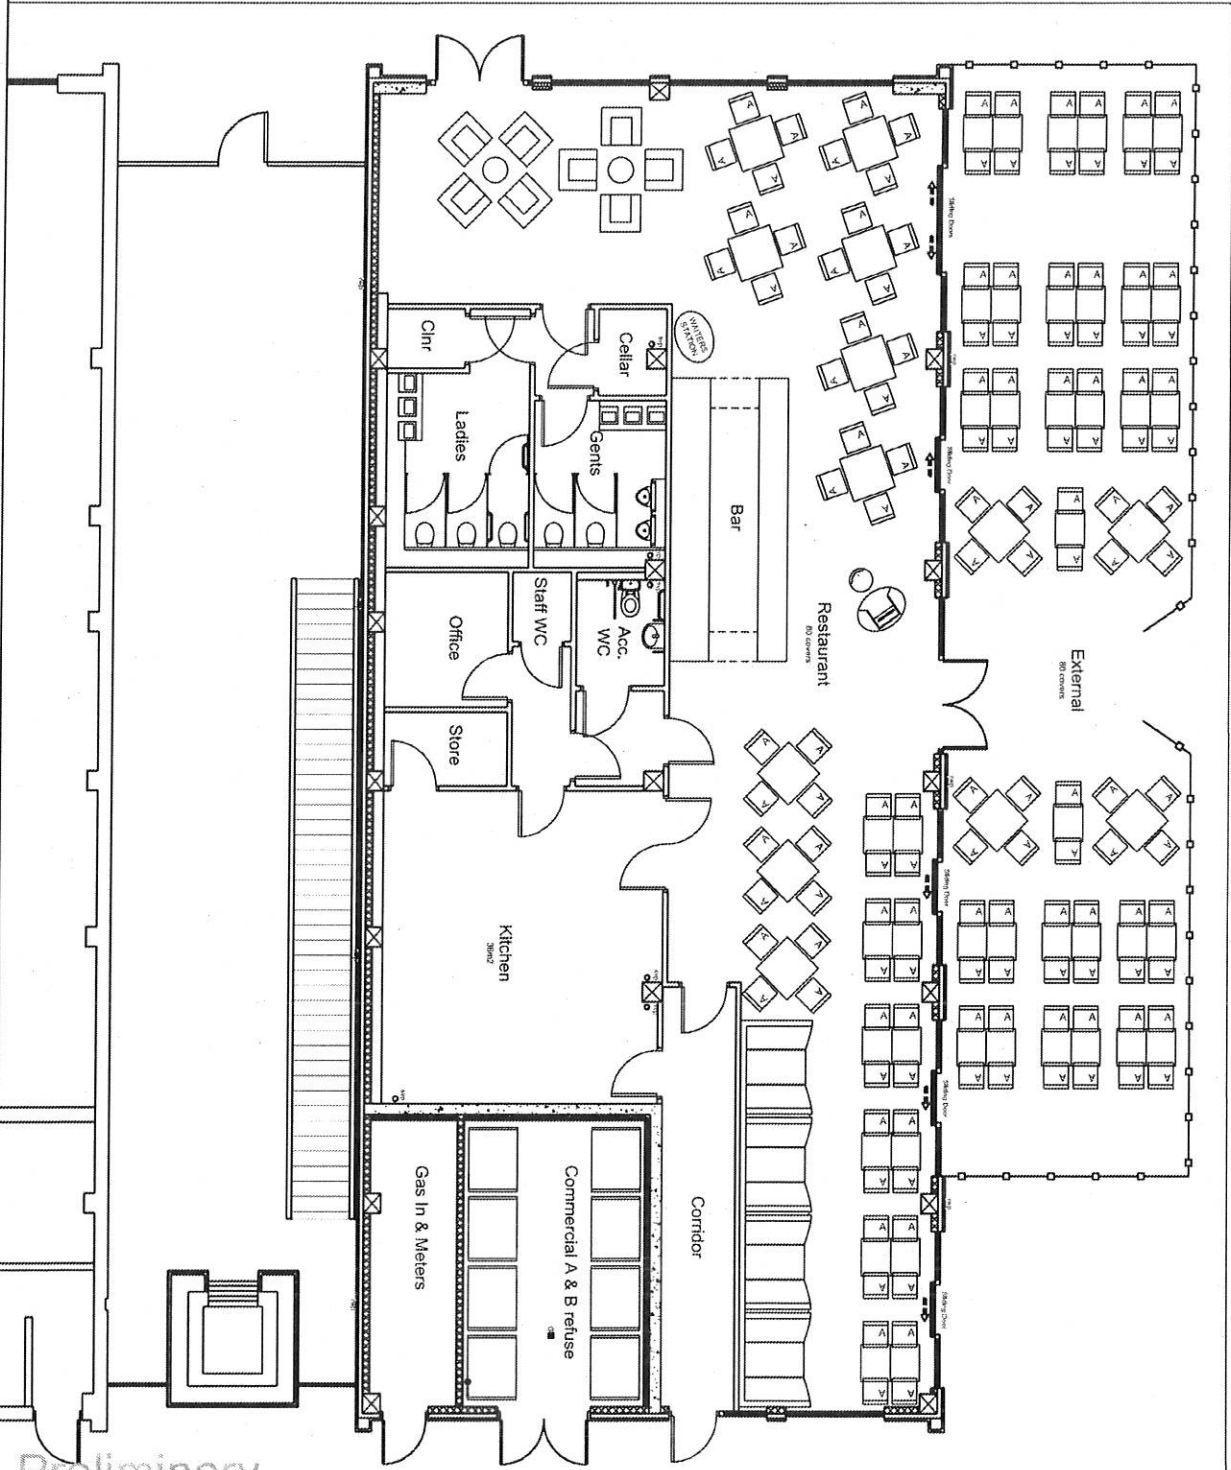 Sliding Doors
WAITERS
STATION
Clnr
Cellar
Ladies
Gents
Sliding Door
Bar
Restaurant
80 covers
External
80 covers
Staff WC
Acc.
WC
Office
Store
Sliding Door
Kitchen
36m2
Sliding Door
Corridor
Gas In & Meters
Commercial A & B refuse
Sliding Door
Preliminary